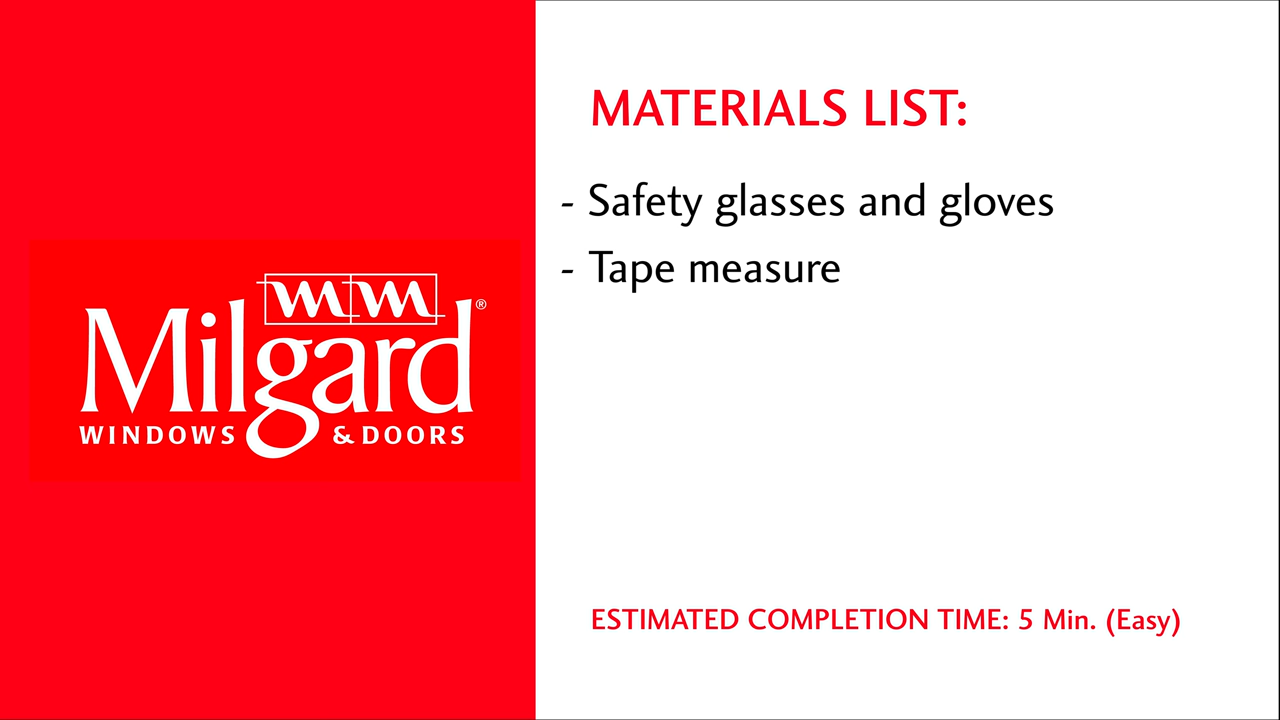 Milgard®
WINDOWS & DOORS
MATERIALS LIST:
- Safety glasses and gloves
- Tape measure
ESTIMATED COMPLETION TIME: 5 Min. (Easy)